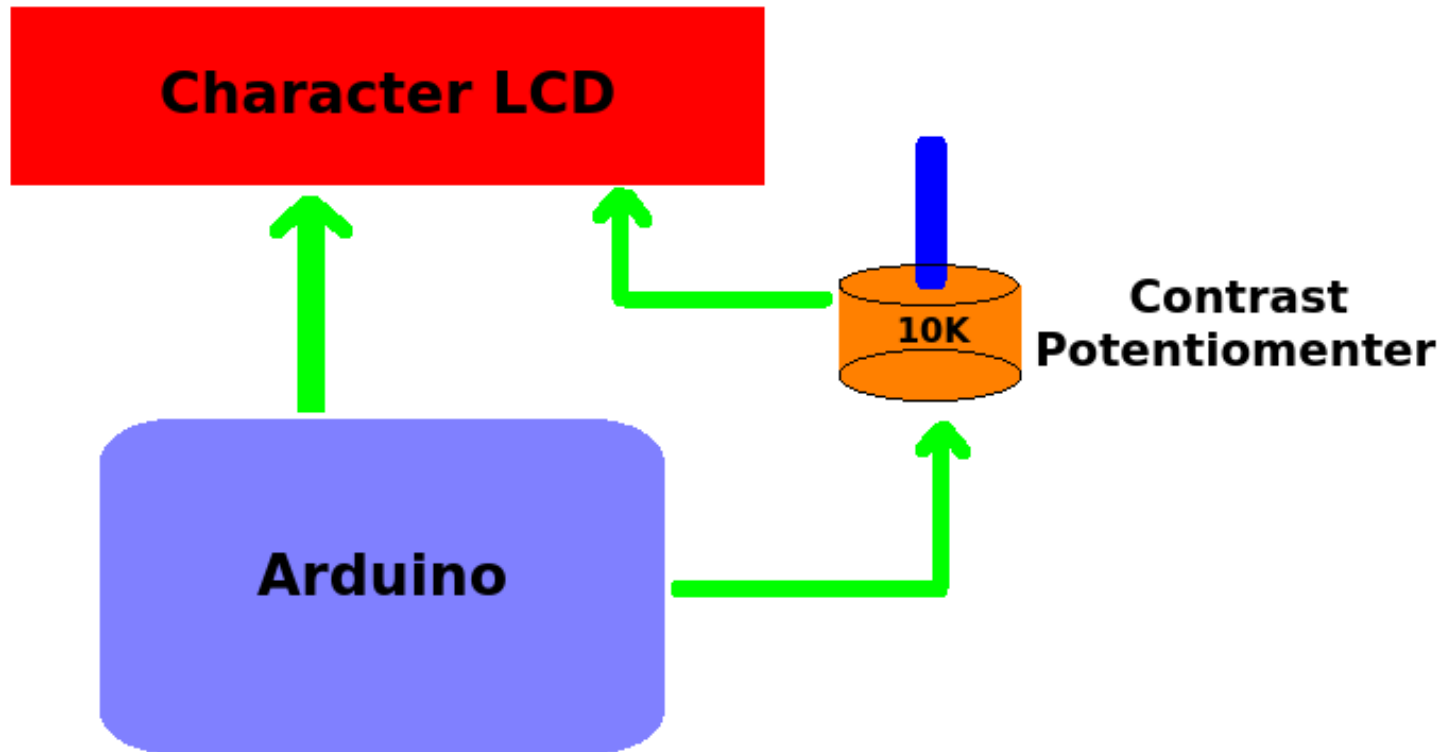 Character LCD
Contrast
Potentiomenter
10K
Arduino